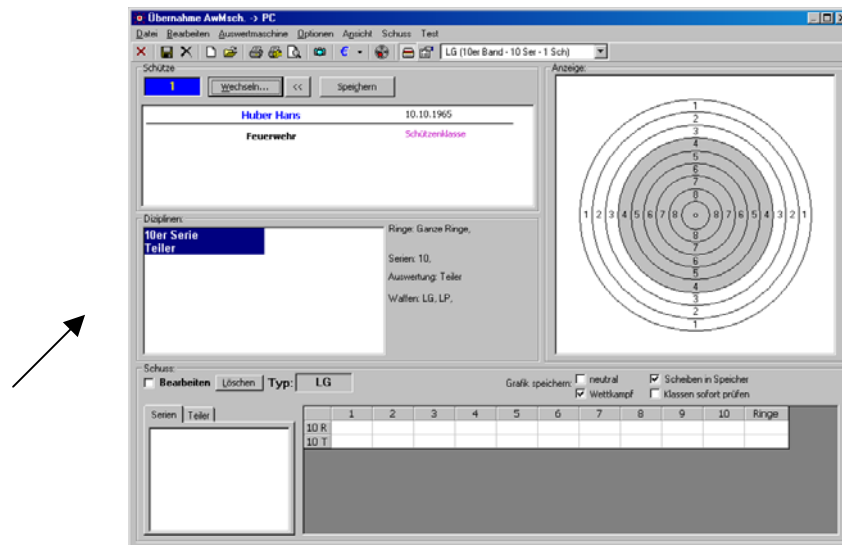 Übernahme AwMsch. -> PC
Datei Bearbeiten Auswertmaschine Optionen Ansicht Schuss Test
€ LG (10er Band - 10 Ser - 1 Sch)
Schütze
1 Wechseln... << Speichern
Huber Hans 10.10.1965
Feuerwehr Schützenklasse
Anzeige:
1
2
3
4
5
6
7
8
1 2 3 4 5 6 7 8 8 7 6 5 4 3 2 1
8
7
6
5
4
3
2
1
Diziplinen:
10er Serie
Teiler
Ringe: Ganze Ringe,
Serien: 10,
Auswertung: Teiler
Waffen: LG, LP,
Schuss:
Bearbeiten Löschen Typ: LG
Grafik speichern: neutral Scheiben in Speicher
Wettkampf Klassen sofort prüfen
Serien Teiler
1 2 3 4 5 6 7 8 9 10 Ringe
10 R
10 T